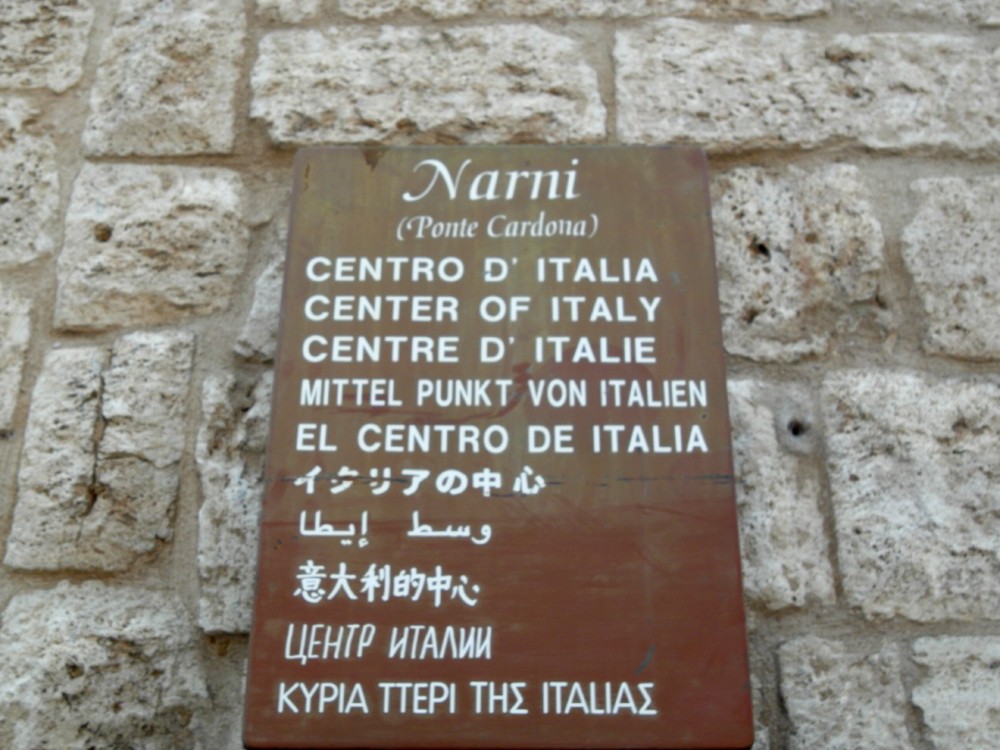 Narni
(Ponte Cardona)
CENTRO D' ITALIA
CENTER OF ITALY
CENTRE D' ITALIE
MITTEL PUNKT VON ITALIEN
EL CENTRO DE ITALIA
イタリアの中心
وسط إيطا
意大利的中心
ЦЕНТР ИТАЛИИ
ΚΥΡΙΑ ΤΤΕΡΙ ΤΗΣ ITALIAΣ